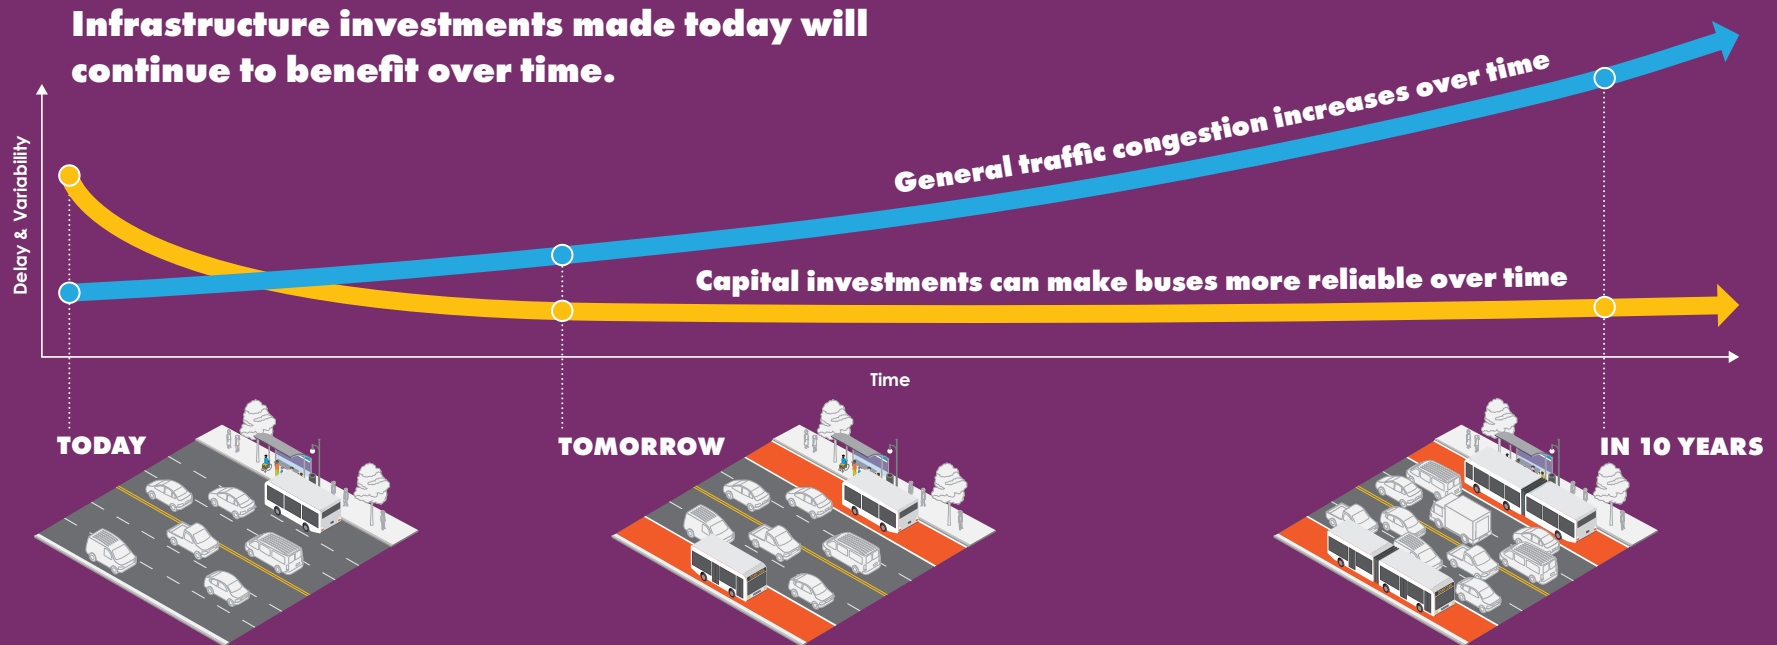 Infrastructure investments made today will
continue to benefit over time.
Delay & Variability
General traffic congestion increases over time
Capital investments can make buses more reliable over time
Time
TODAY
TOMORROW
IN 10 YEARS